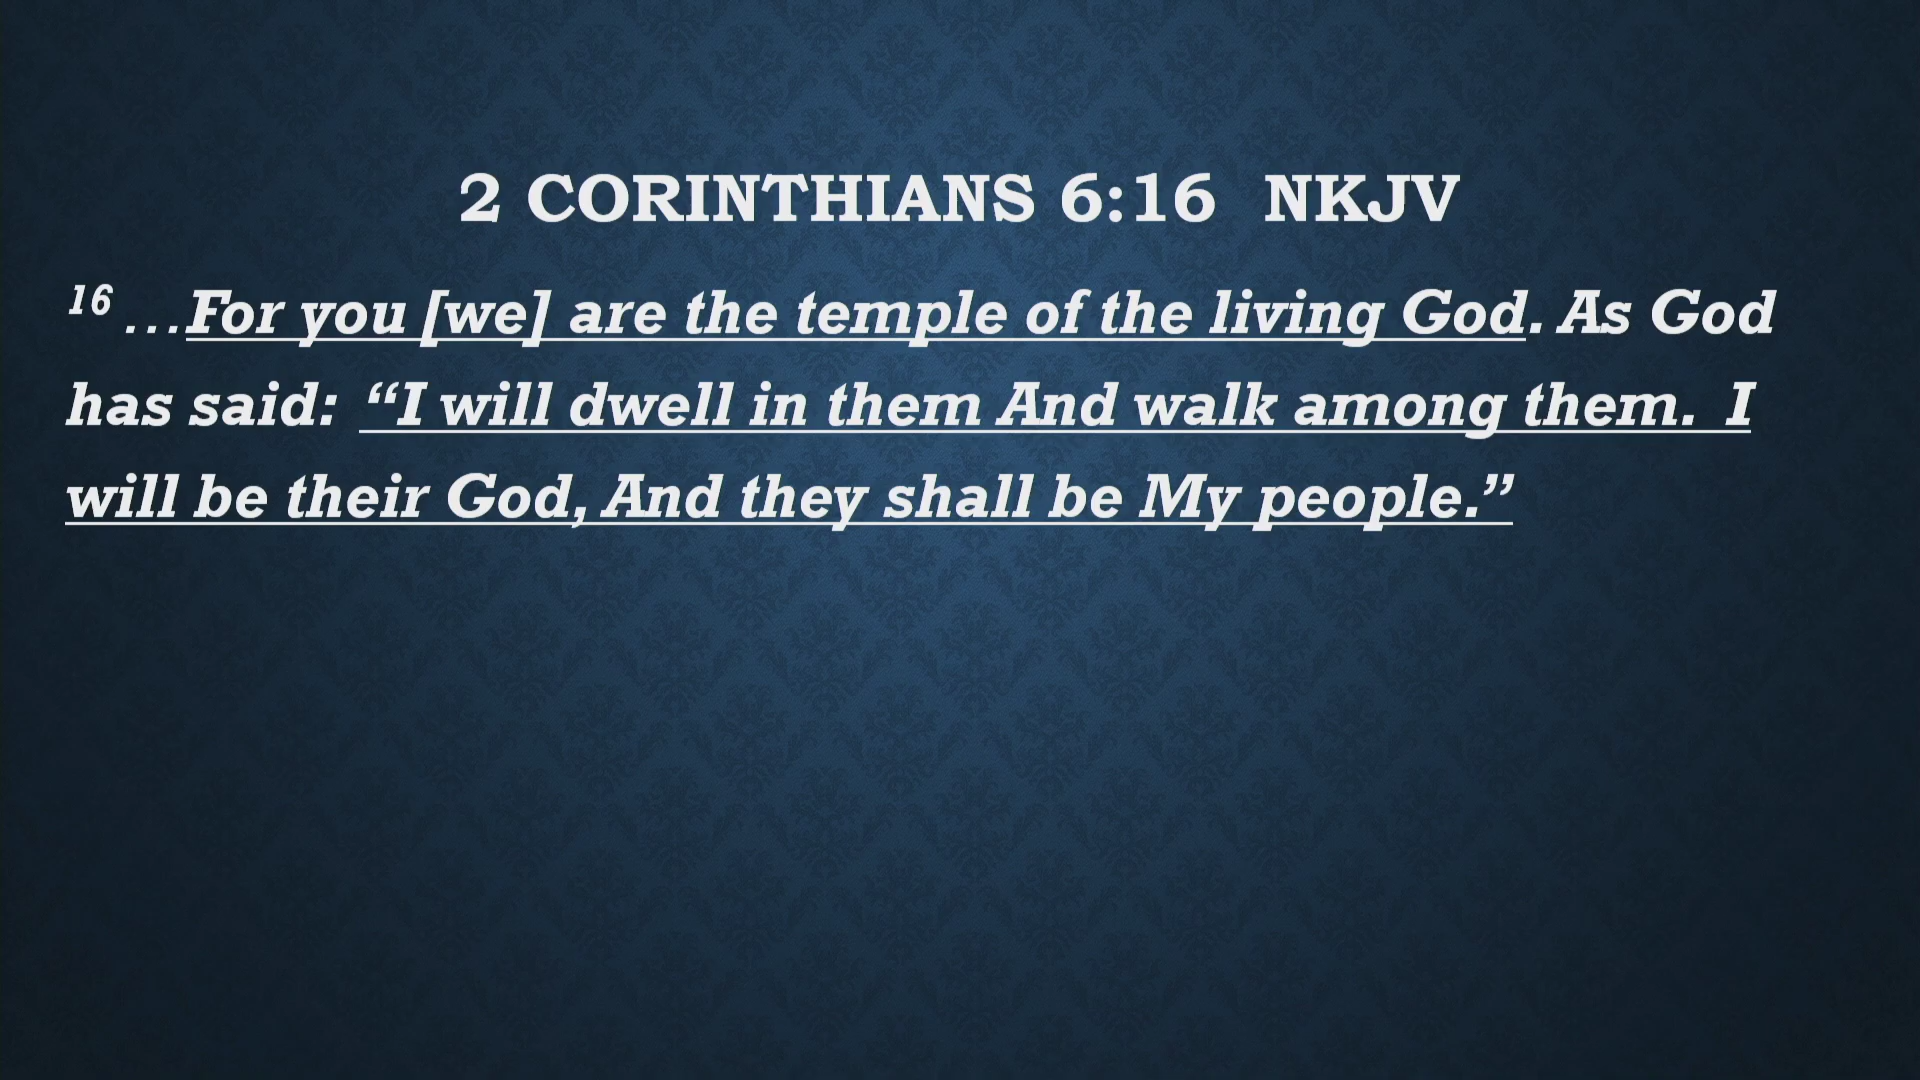 2 CORINTHIANS 6:16  NKJV
16 …For you [we] are the temple of the living God. As God
has said:  “I will dwell in them And walk among them.  I
will be their God, And they shall be My people.”